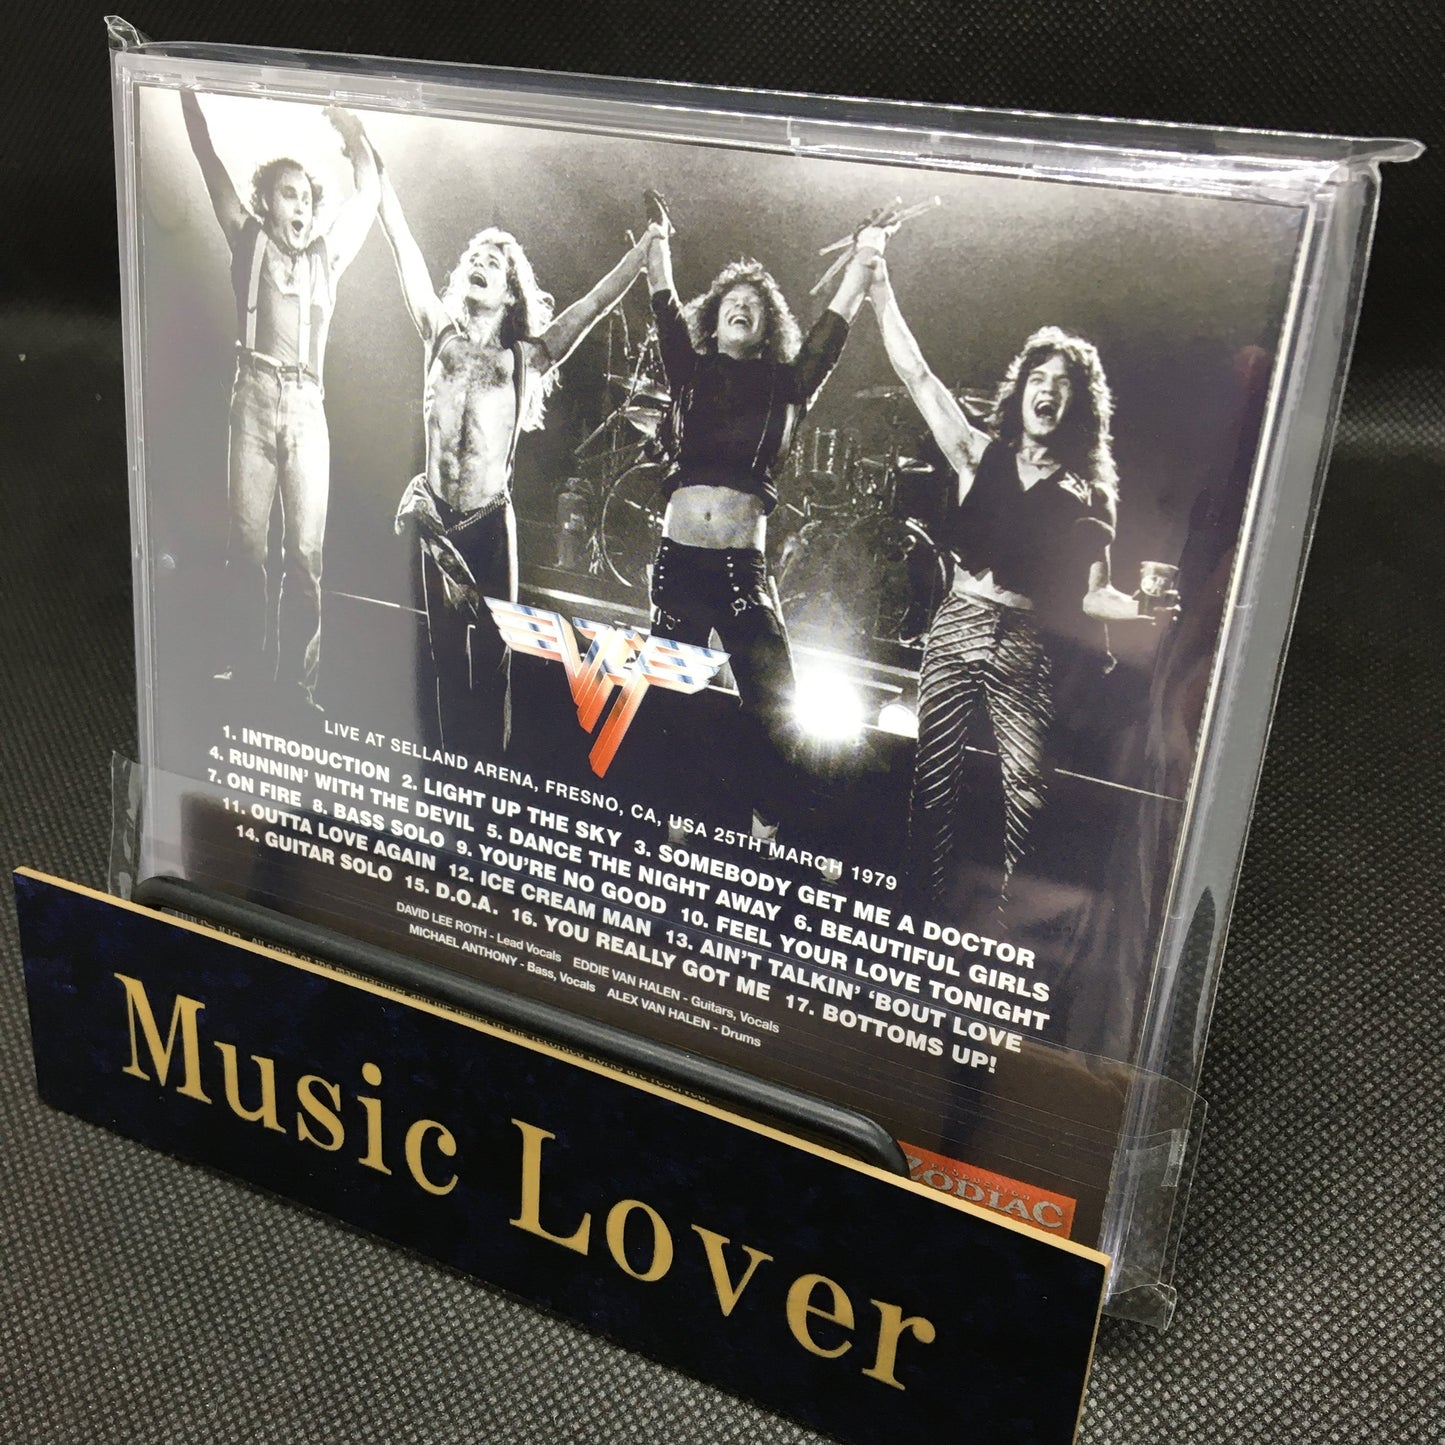 LIVE AT SELLAND ARENA, FRESNO, CA, USA 25TH MARCH 1979
1. INTRODUCTION 2. LIGHT UP THE SKY 3. SOMEBODY GET ME A DOCTOR
4. RUNNIN' WITH THE DEVIL 5. DANCE THE NIGHT AWAY 6. BEAUTIFUL GIRLS
7. ON FIRE 8. BASS SOLO 9. YOU'RE NO GOOD 10. FEEL YOUR LOVE TONIGHT
11. OUTTA LOVE AGAIN 12. ICE CREAM MAN 13. AIN'T TALKIN' 'BOUT LOVE
14. GUITAR SOLO 15. D.O.A. 16. YOU REALLY GOT ME 17. BOTTOMS UP!
DAVID LEE ROTH - Lead Vocals EDDIE VAN HALEN - Guitars, Vocals
MICHAEL ANTHONY - Bass, Vocals ALEX VAN HALEN - Drums
ZODIAC
Music Lover